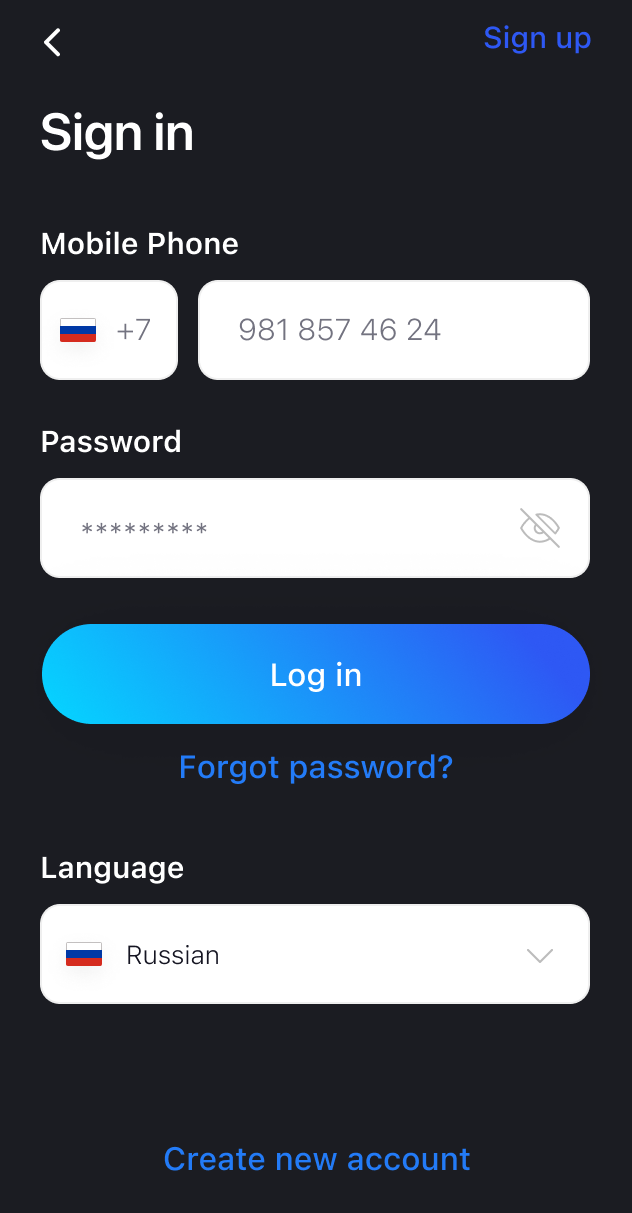 Sign up
Sign in
Mobile Phone
+7 981 857 46 24
Password
*********
Log in
Forgot password?
Language
Russian
Create new account